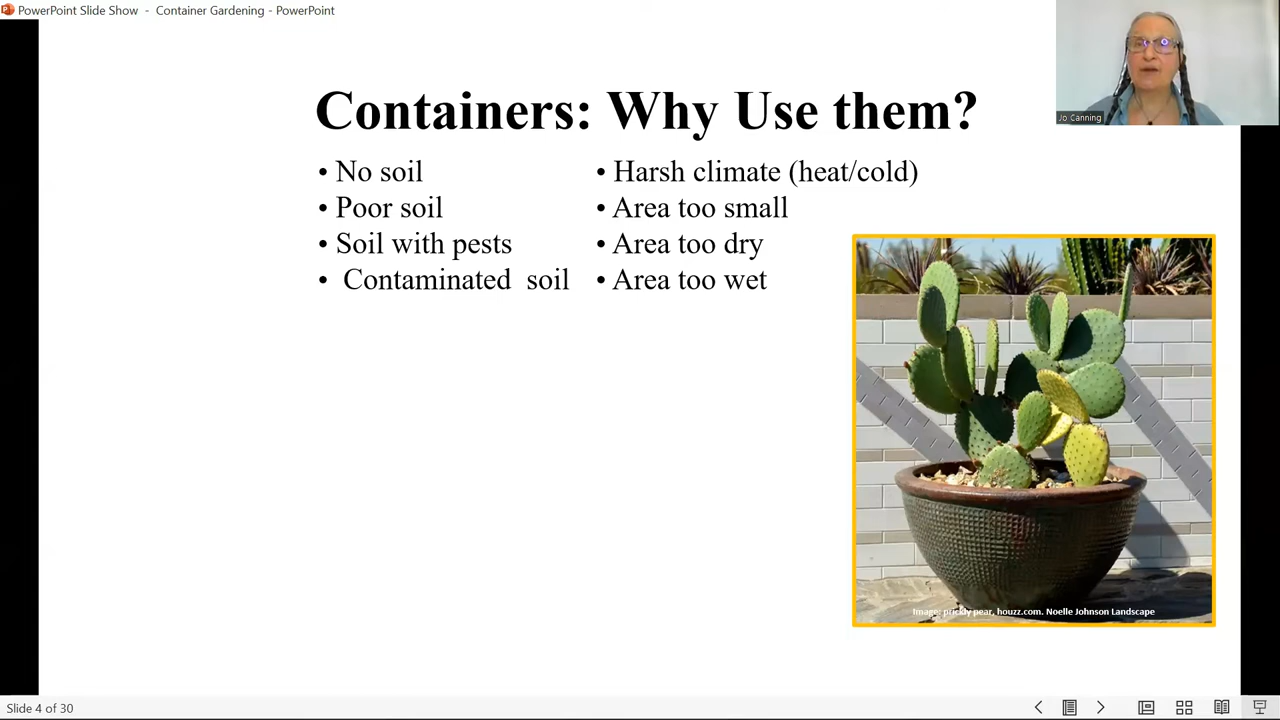 PowerPoint Slide Show - Container Gardening - PowerPoint
Jo Canning
Containers: Why Use them?
• No soil
• Poor soil
• Soil with pests
• Contaminated soil
• Harsh climate (heat/cold)
• Area too small
• Area too dry
• Area too wet
Image: prickly pear, houzz.com. Noelle Johnson Landscape
Slide 4 of 30